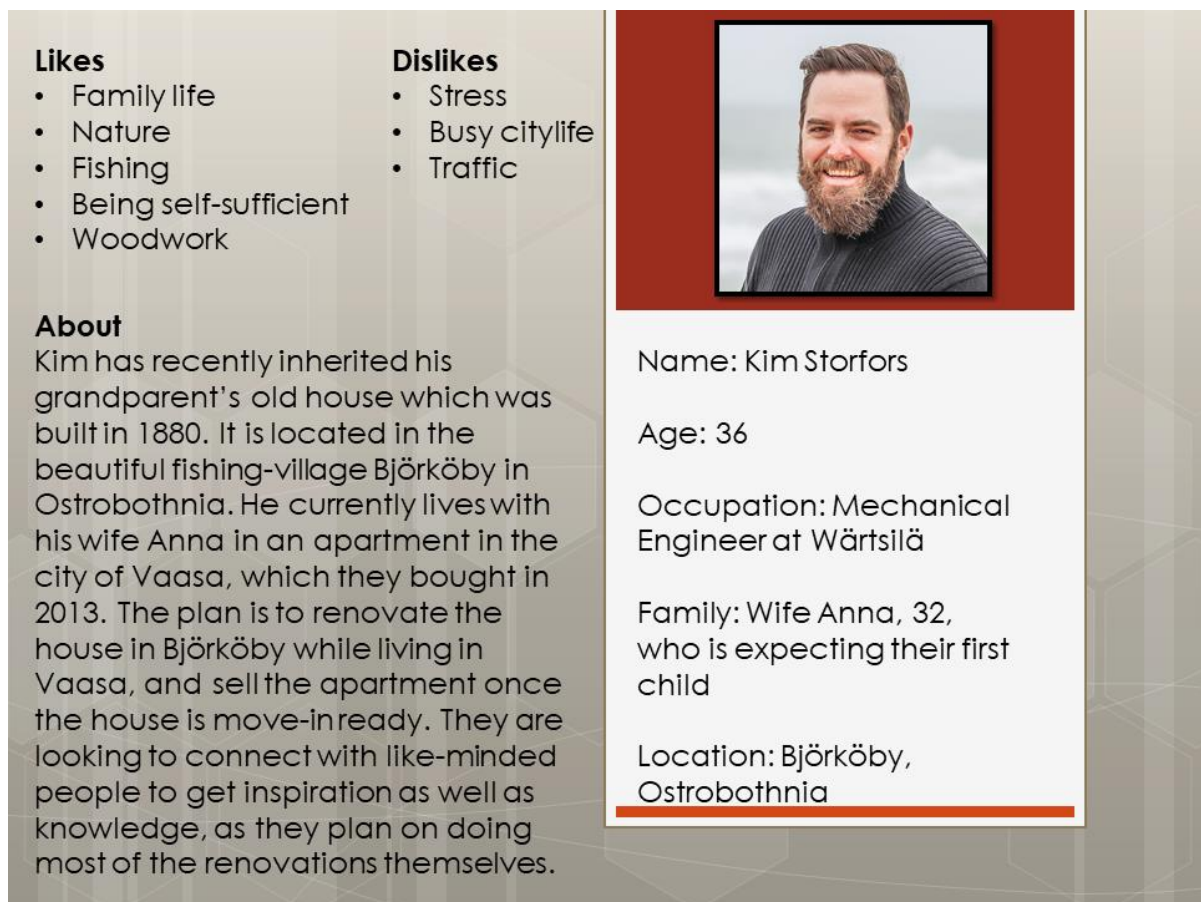 Likes
• Family life
• Nature
• Fishing
• Being self-sufficient
• Woodwork
Dislikes
• Stress
• Busy citylife
• Traffic
About
Kim has recently inherited his
grandparent's old house which was
built in 1880. It is located in the
beautiful fishing-village Björköby in
Ostrobothnia. He currently lives with
his wife Anna in an apartment in the
city of Vaasa, which they bought in
2013. The plan is to renovate the
house in Björköby while living in
Vaasa, and sell the apartment once
the house is move-in ready. They are
looking to connect with like-minded
people to get inspiration as well as
knowledge, as they plan on doing
most of the renovations themselves.
Name: Kim Storfors
Age: 36
Occupation: Mechanical
Engineer at Wärtsilä
Family: Wife Anna, 32,
who is expecting their first
child
Location: Björköby,
Ostrobothnia